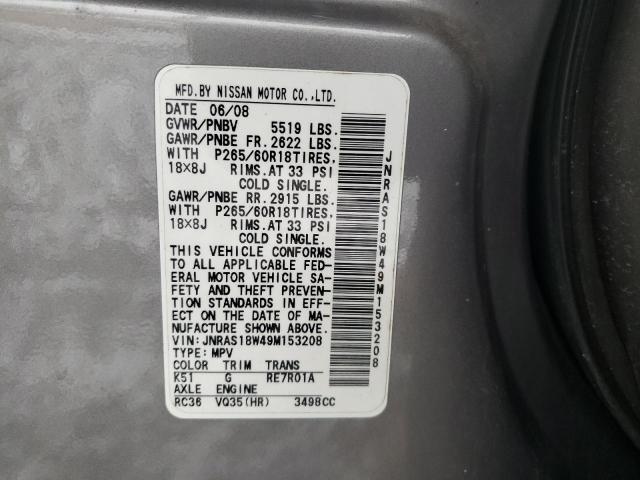 MFD.BY NISSAN MOTOR CO.,LTD.
DATE 06/08
GVWR/PNBV 5519 LBS.
GAWR/PNBE FR. 2622 LBS.
WITH P265/60R18TIRES,
18×8J RIMS.AT 33 PSI
COLD SINGLE.
GAWR/PNBE RR. 2915 LBS.
WITH P265/60R18TIRES,
18×8J RIMS.AT 33 PSI
COLD SINGLE.
THIS VEHICLE CONFORMS
TO ALL APPLICABLE FED-
ERAL MOTOR VEHICLE SA-
FETY AND THEFT PREVEN-
TION STANDARDS IN EFF-
ECT ON THE DATE OF MA-
NUFACTURE SHOWN ABOVE.
VIN: JNRAS18W49M153208
TYPE: MPV
COLOR TRIM TRANS
K51 G RE7R01A
AXLE ENGINE
RC36 VQ35(HR) 3498CC
JNRAS18W49M153208